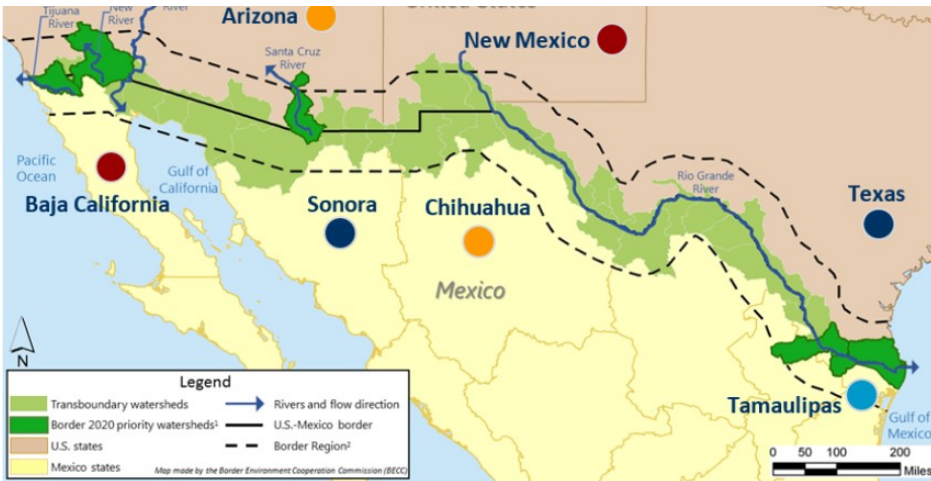 Tijuana
River
New
River
River
Arizona
United States
New Mexico
Santa Cruz
River
Pacific
Ocean
Gulf of
California
Baja California
Sonora
Chihuahua
Rio Grande
River
Texas
Mexico
N
Tamaulipas
Gulf of
Mexico
Legend
Transboundary watersheds
Border 2020 priority watersheds¹
U.S. states
Mexico states
Rivers and flow direction
U.S.-Mexico border
Border Region²
Map made by the Border Environment Cooperation Commission (BECC)
0 50 100 200
Miles